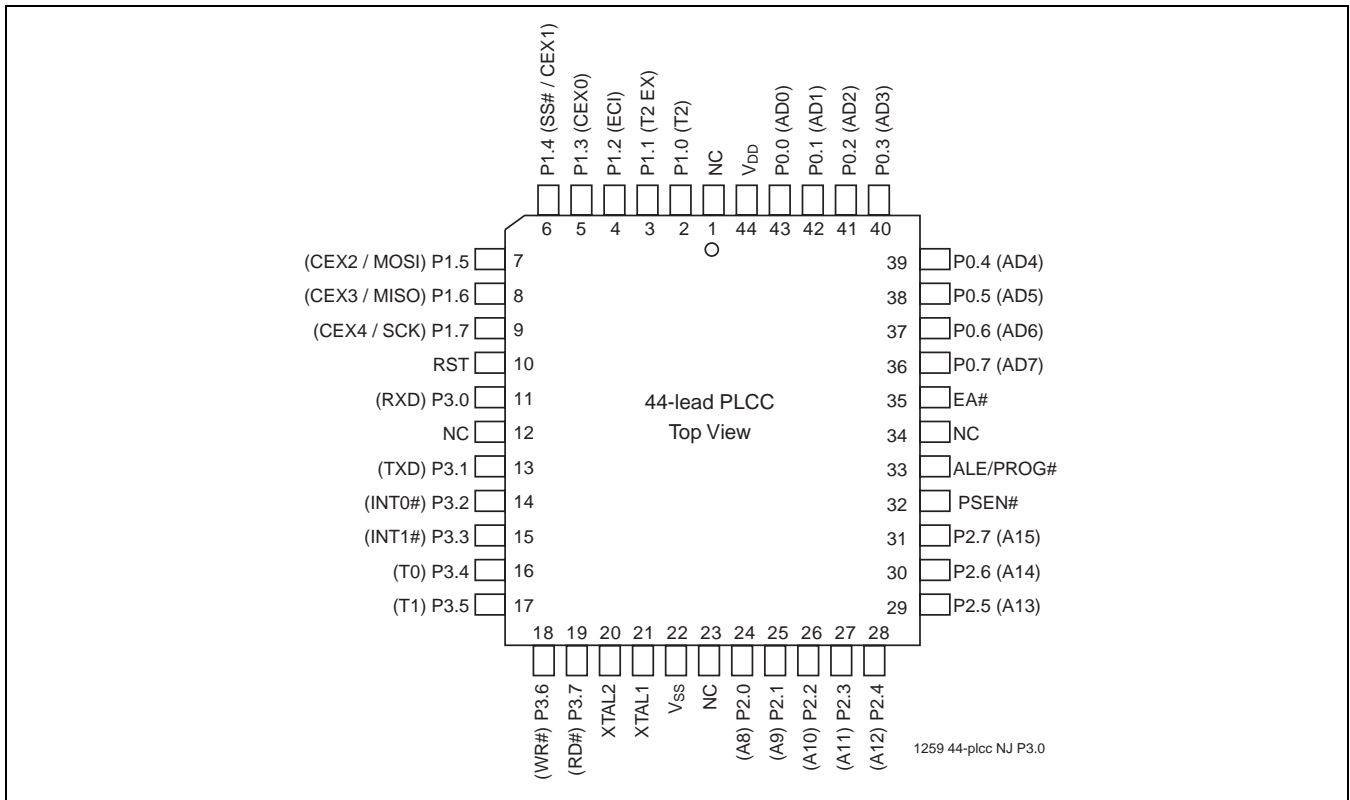 P1.4 (SS# / CEX1)
P1.3 (CEX0)
P1.2 (ECI)
P1.1 (T2 EX)
P1.0 (T2)
NC
VDD
P0.0 (AD0)
P0.1 (AD1)
P0.2 (AD2)
P0.3 (AD3)
6 5 4 3 2 1 44 43 42 41 40
(CEX2 / MOSI) P1.5 7
(CEX3 / MISO) P1.6 8
(CEX4 / SCK) P1.7 9
RST 10
(RXD) P3.0 11
NC 12
(TXD) P3.1 13
(INT0#) P3.2 14
(INT1#) P3.3 15
(T0) P3.4 16
(T1) P3.5 17
44-lead PLCC
Top View
39 P0.4 (AD4)
38 P0.5 (AD5)
37 P0.6 (AD6)
36 P0.7 (AD7)
35 EA#
34 NC
33 ALE/PROG#
32 PSEN#
31 P2.7 (A15)
30 P2.6 (A14)
29 P2.5 (A13)
18 19 20 21 22 23 24 25 26 27 28
(WR#) P3.6
(RD#) P3.7
XTAL2
XTAL1
VSS
NC
(A8) P2.0
(A9) P2.1
(A10) P2.2
(A11) P2.3
(A12) P2.4
1259 44-plcc NJ P3.0